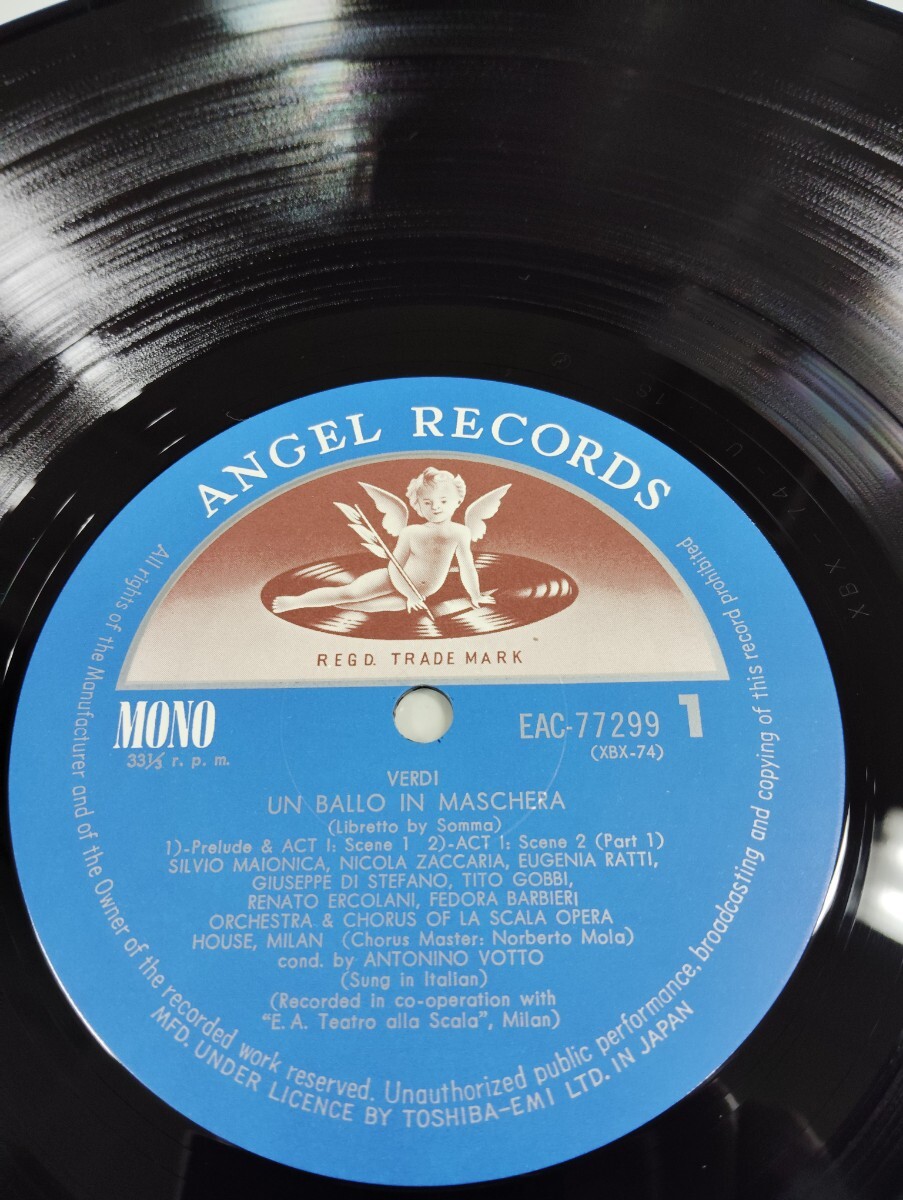 ANGEL RECORDS
REGD. TRADE MARK
MONO
33⅓ r. p. m.
EAC-77299 1
(XBX-74)
VERDI
UN BALLO IN MASCHERA
(Libretto by Somma)
1)-Prelude & ACT I: Scene 1 2)-ACT I: Scene 2 (Part 1)
SILVIO MAIONICA, NICOLA ZACCARIA, EUGENIA RATTI,
GIUSEPPE DI STEFANO, TITO GOBBI,
RENATO ERCOLANI, FEDORA BARBIERI
ORCHESTRA & CHORUS OF LA SCALA OPERA
HOUSE, MILAN (Chorus Master: Norberto Mola)
cond. by ANTONINO VOTTO
(Sung in Italian)
(Recorded in co-operation with
"E. A. Teatro alla Scala", Milan)
All rights of the Manufacturer and of the Owner of the recorded work reserved. Unauthorized public performance, broadcasting and copying of this record prohibited
MFD. UNDER LICENCE BY TOSHIBA-EMI LTD. IN JAPAN
XBX-74-U